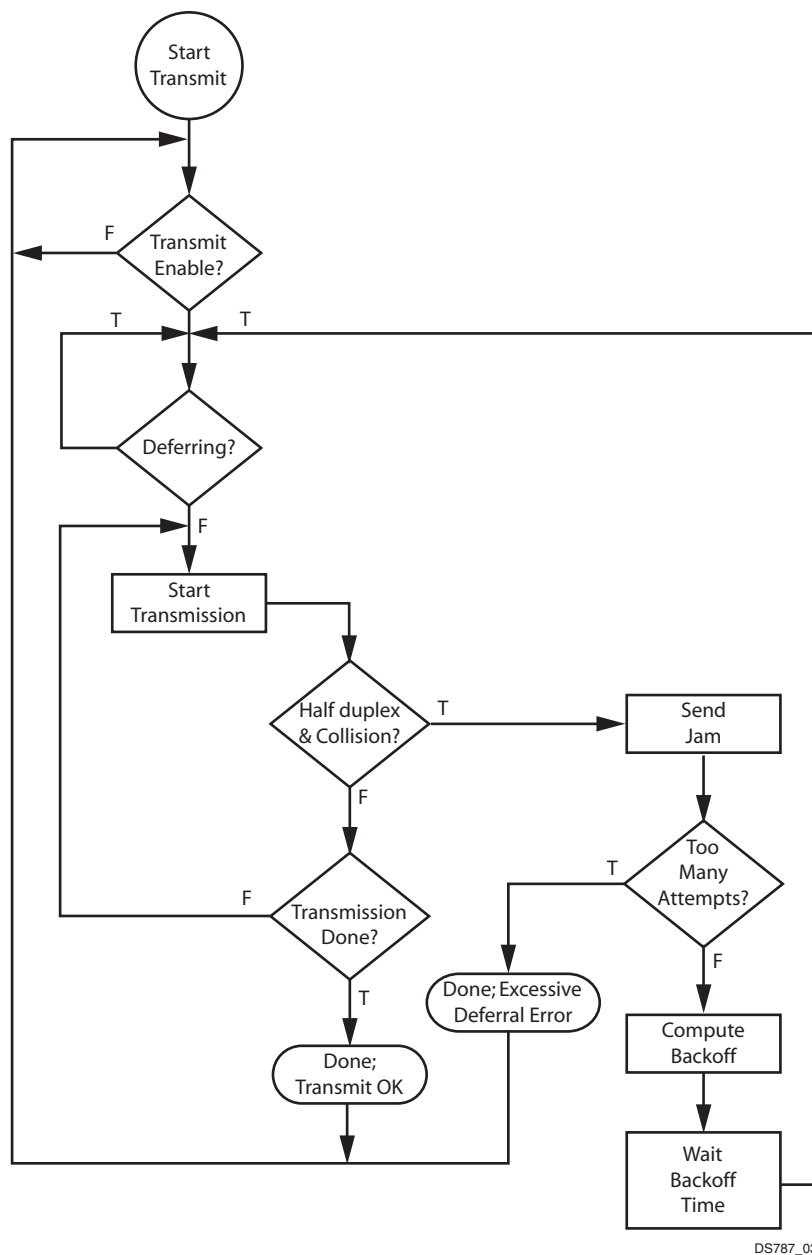 Start
Transmit
F
Transmit
Enable?
T
T
Deferring?
F
Start
Transmission
Half duplex
& Collision?
T
Send
Jam
F
Too
Many
Attempts?
T
F
Transmission
Done?
F
T
Done; Excessive
Deferral Error
Compute
Backoff
Done;
Transmit OK
Wait
Backoff
Time